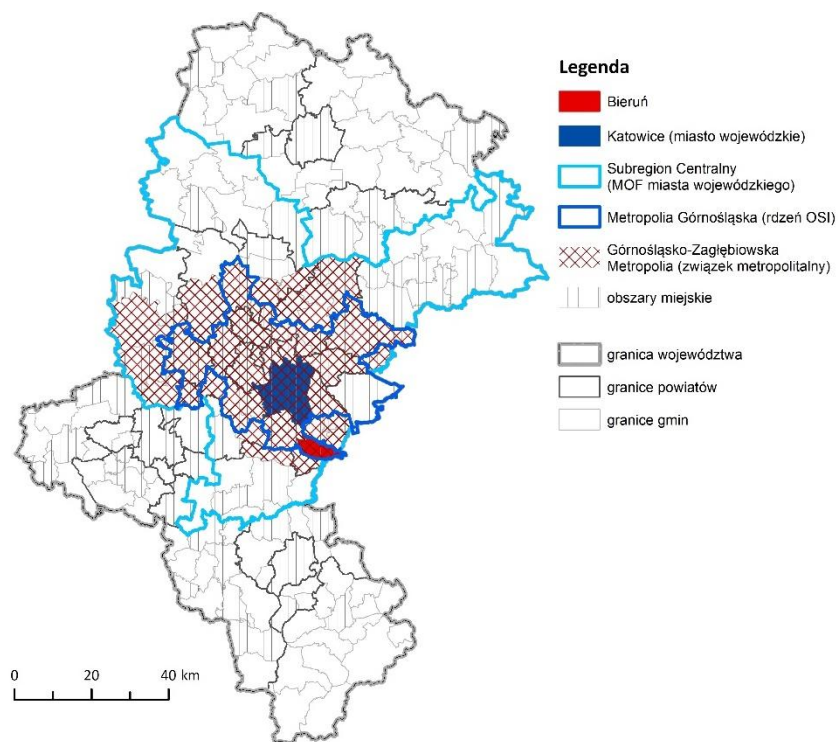 Legenda
Bieruń
Katowice (miasto wojewódzkie)
Subregion Centralny
(MOF miasta wojewódzkiego)
Metropolia Górnośląska (rdzeń OSI)
Górnośląsko-Zagłębiowska
Metropolia (związek metropolitalny)
obszary miejskie
granica województwa
granice powiatów
granice gmin
0 20 40 km